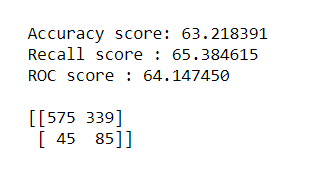 Accuracy score: 63.218391
Recall score : 65.384615
ROC score : 64.147450
[[575 339]
[ 45 85]]